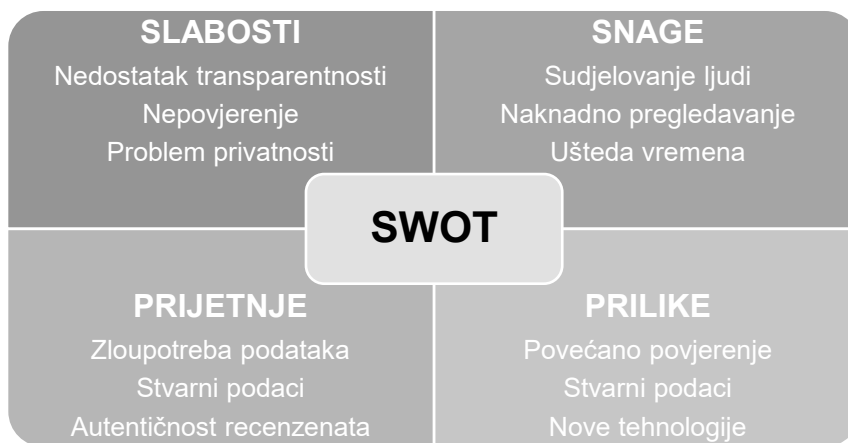 SLABOSTI
Nedostatak transparentnosti
Nepovjerenje
Problem privatnosti
SNAGE
Sudjelovanje ljudi
Naknadno pregledavanje
Ušteda vremena
SWOT
PRIJETNJE
Zloupotreba podataka
Stvarni podaci
Autentičnost recenzenata
PRILIKE
Povećano povjerenje
Stvarni podaci
Nove tehnologije